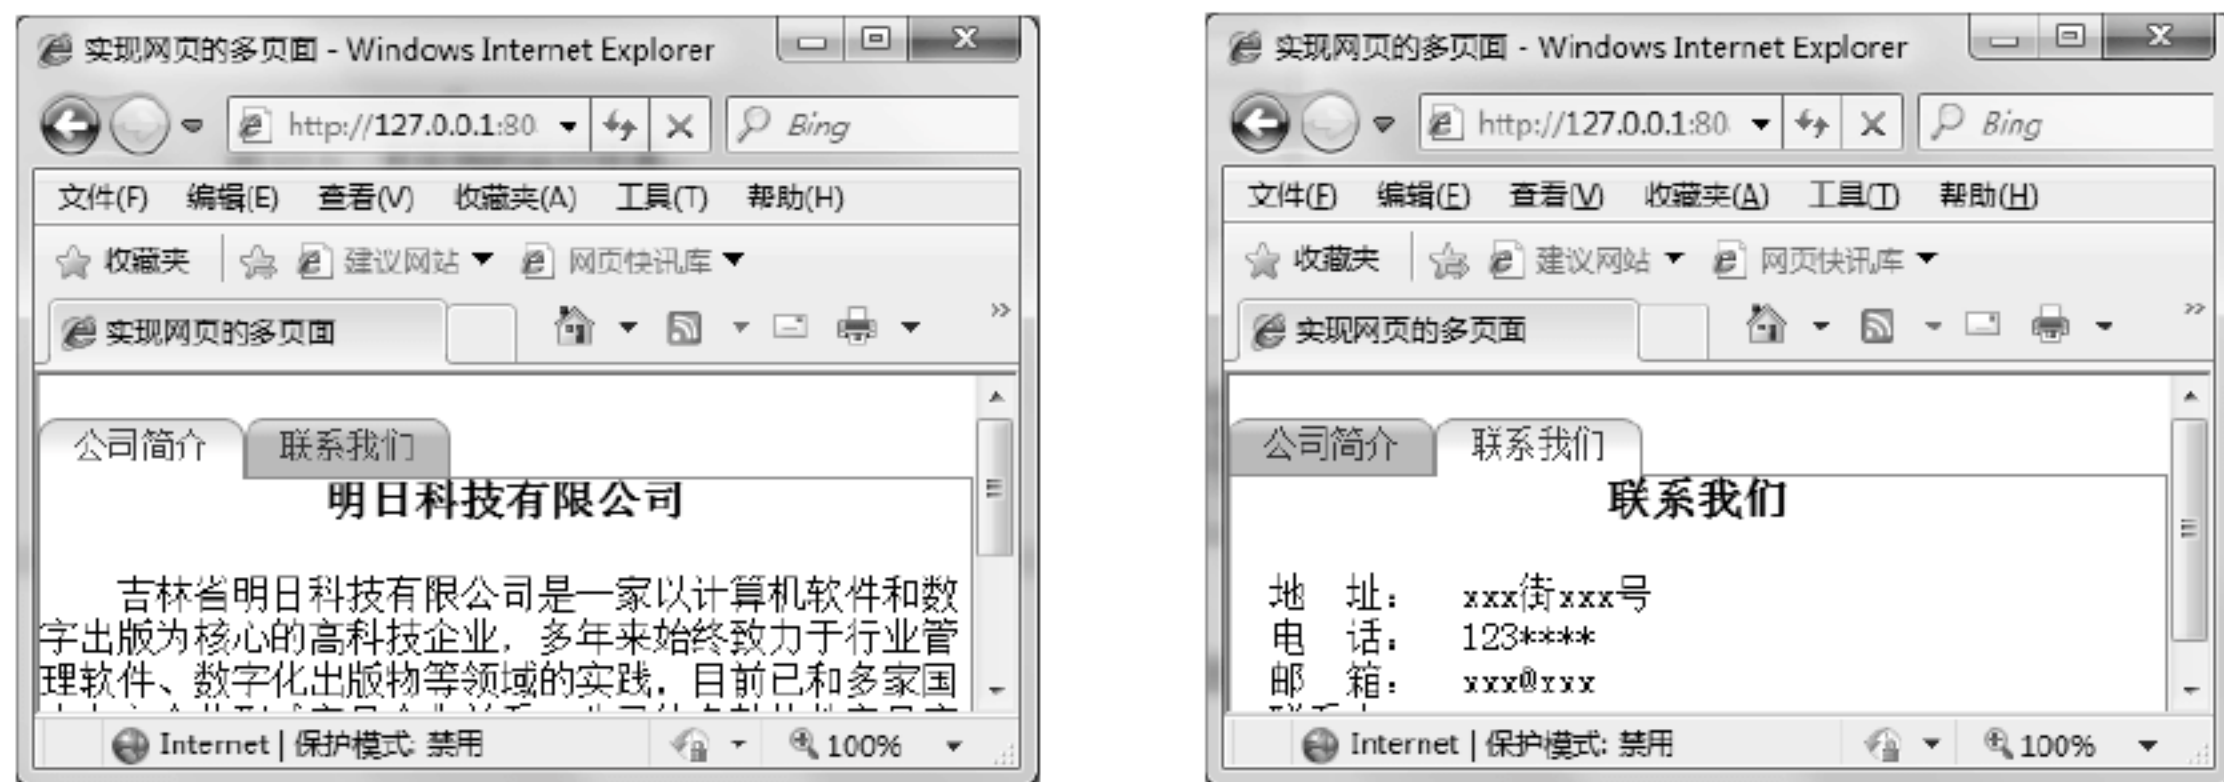 实现网页的多页面 - Windows Internet Explorer
http://127.0.0.1:80
Bing
文件(F) 编辑(E) 查看(V) 收藏夹(A) 工具(T) 帮助(H)
收藏夹 建议网站 网页快讯库
实现网页的多页面
公司简介 联系我们
明日科技有限公司
吉林省明日科技有限公司是一家以计算机软件和数
字出版为核心的高科技企业，多年来始终致力于行业管
理软件、数字化出版物等领域的实践，目前已和多家国
Internet | 保护模式: 禁用 100%
实现网页的多页面 - Windows Internet Explorer
http://127.0.0.1:80
Bing
文件(F) 编辑(E) 查看(V) 收藏夹(A) 工具(T) 帮助(H)
收藏夹 建议网站 网页快讯库
实现网页的多页面
公司简介 联系我们
联系我们
地 址： xxx街xxx号
电 话： 123****
邮 箱： xxx@xxx
Internet | 保护模式: 禁用 100%